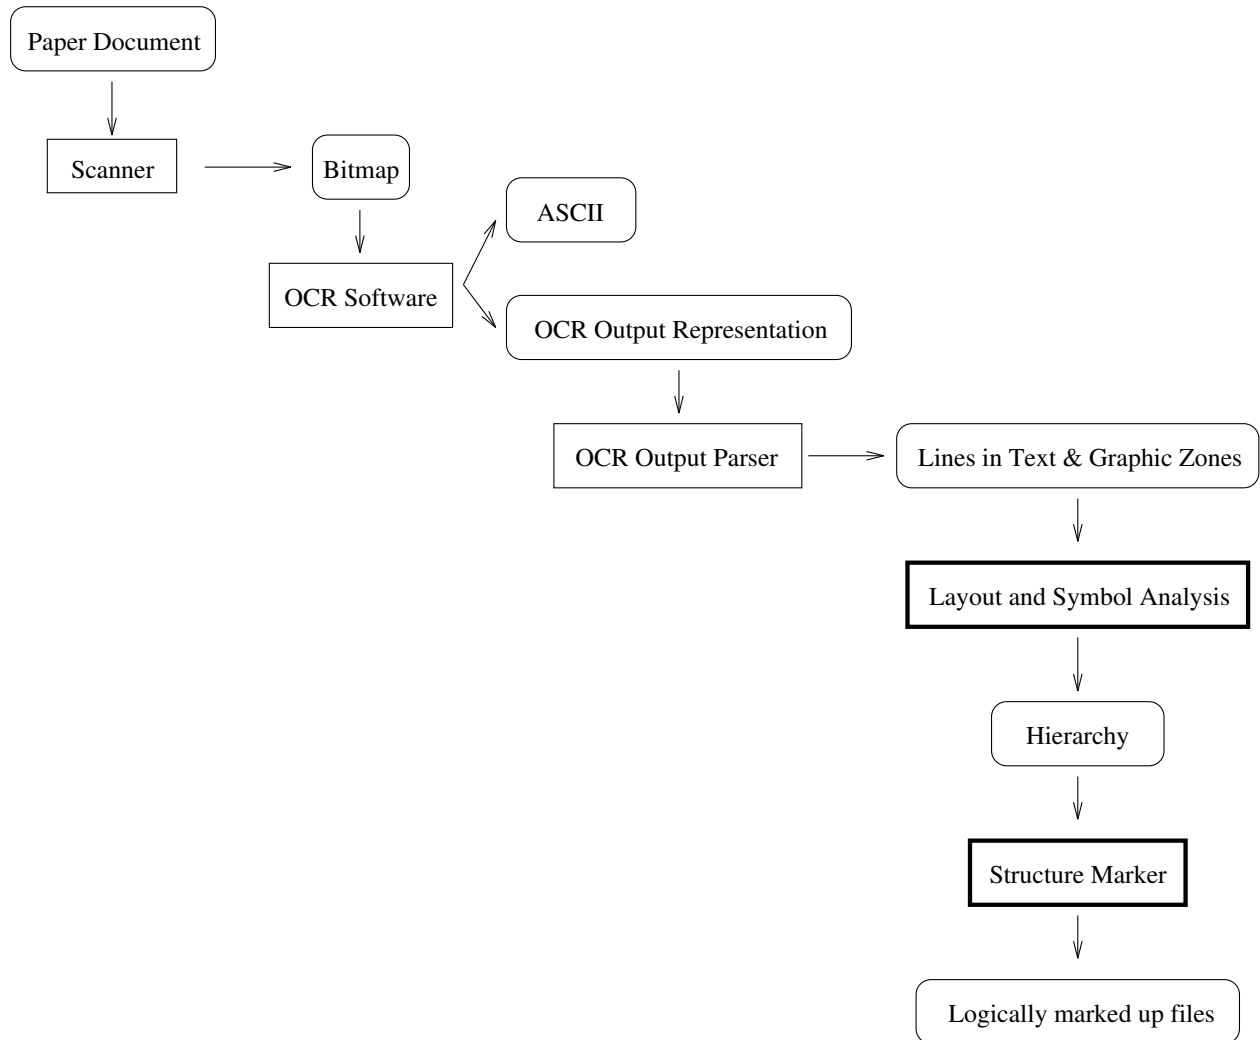 Paper Document
Scanner
Bitmap
ASCII
OCR Software
OCR Output Representation
OCR Output Parser
Lines in Text & Graphic Zones
Layout and Symbol Analysis
Hierarchy
Structure Marker
Logically marked up files